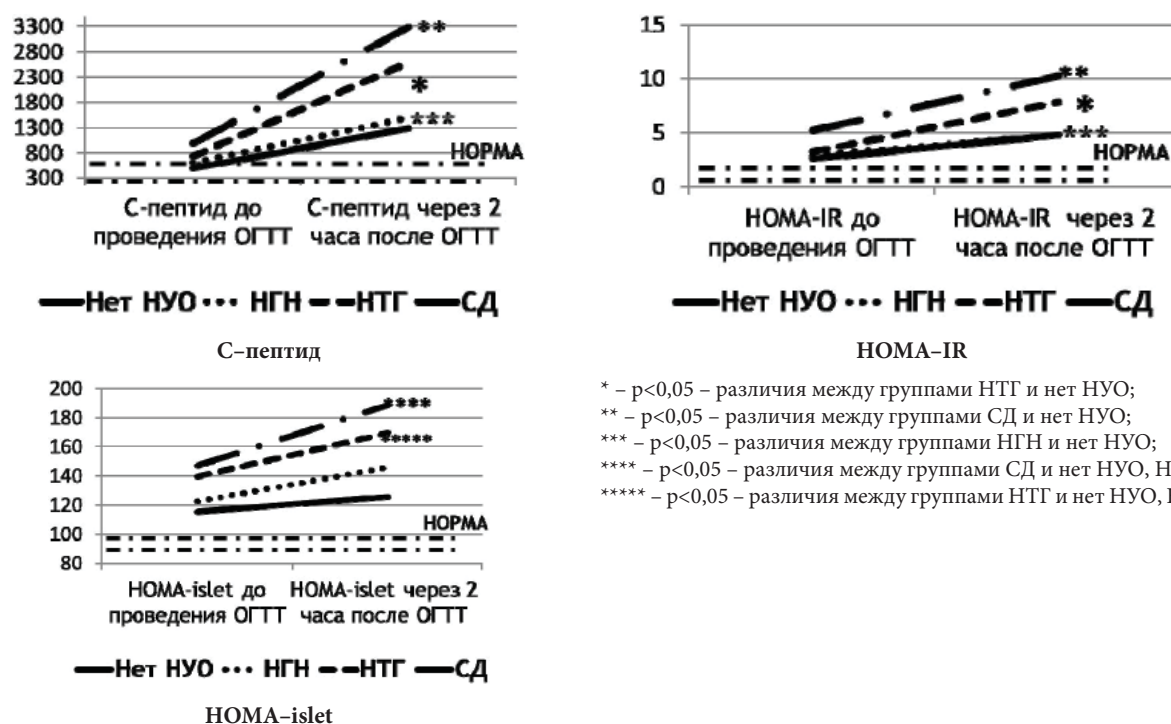 3300
2800
2300
1800
1300
800
300
**
*
***
НОРМА
С-пептид до проведения ОГТТ
С-пептид через 2 часа после ОГТТ
Нет НУО НГН НТГ СД
С–пептид
15
10
5
0
**
*
***
НОРМА
HOMA-IR до проведения ОГТТ
HOMA-IR через 2 часа после ОГТТ
Нет НУО НГН НТГ СД
HOMA–IR
200
180
160
140
120
100
80
****
*****
НОРМА
HOMA-islet до проведения ОГТТ
HOMA-islet через 2 часа после ОГТТ
Нет НУО НГН НТГ СД
HOMA–islet
* – p<0,05 – различия между группами НТГ и нет НУО;
** – p<0,05 – различия между группами СД и нет НУО;
*** – p<0,05 – различия между группами НГН и нет НУО;
**** – p<0,05 – различия между группами СД и нет НУО, Н
***** – p<0,05 – различия между группами НТГ и нет НУО,